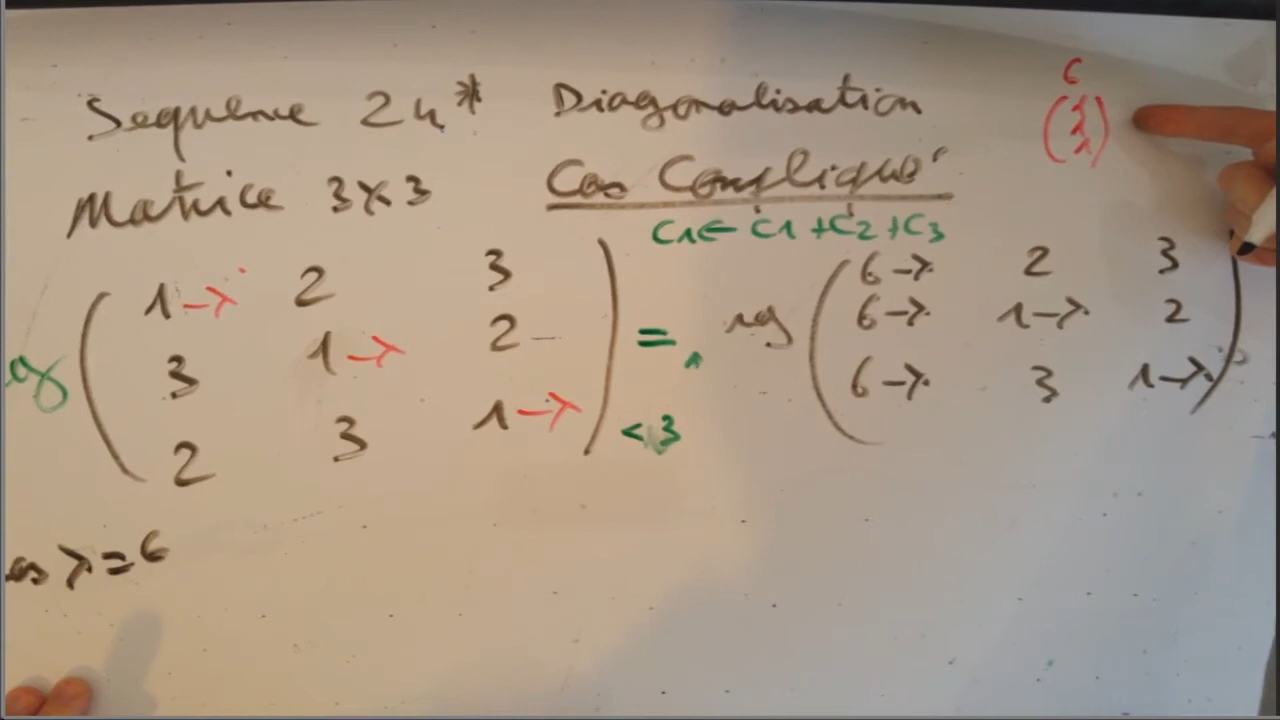 Sequence 24* Diagonalisation
Matrice 3x3 Cas Compliqué
6
(1
1
1)
C1 ← C1 + C2 + C3
rg ( 1-λ 2 3
3 1-λ 2
2 3 1-λ ) < 3
= rg ( 6-λ 2 3
6-λ 1-λ 2
6-λ 3 1-λ )
λ = 6